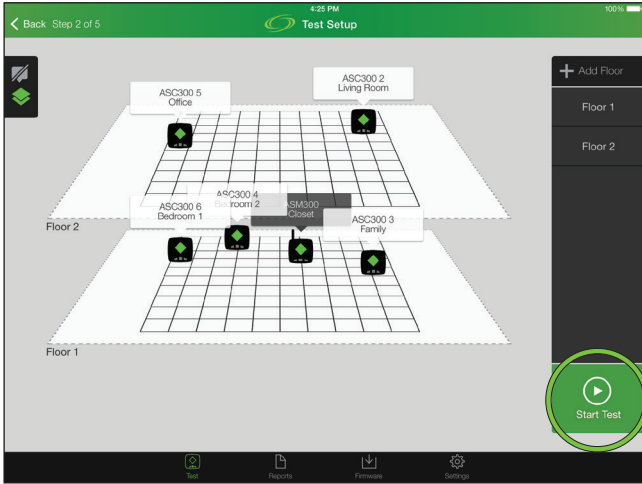 4:25 PM
100%
Back Step 2 of 5
Test Setup
Add Floor
Floor 1
Floor 2
ASC300 2
Living Room
ASC300 5
Office
Floor 2
ASC300 4
Bedroom 2
ASM300
Closet
ASC300 6
Bedroom 1
ASC300 3
Family
Floor 1
Start Test
Test
Reports
Firmware
Settings